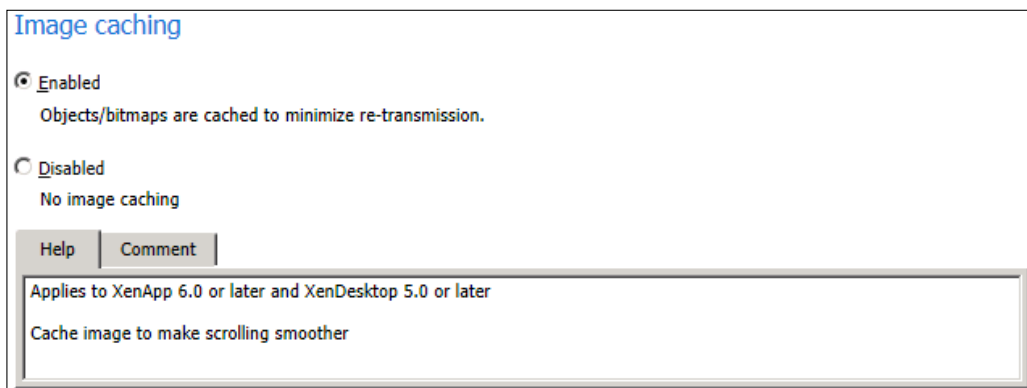 Image caching
Enabled
Objects/bitmaps are cached to minimize re-transmission.
Disabled
No image caching
Help Comment
Applies to XenApp 6.0 or later and XenDesktop 5.0 or later
Cache image to make scrolling smoother